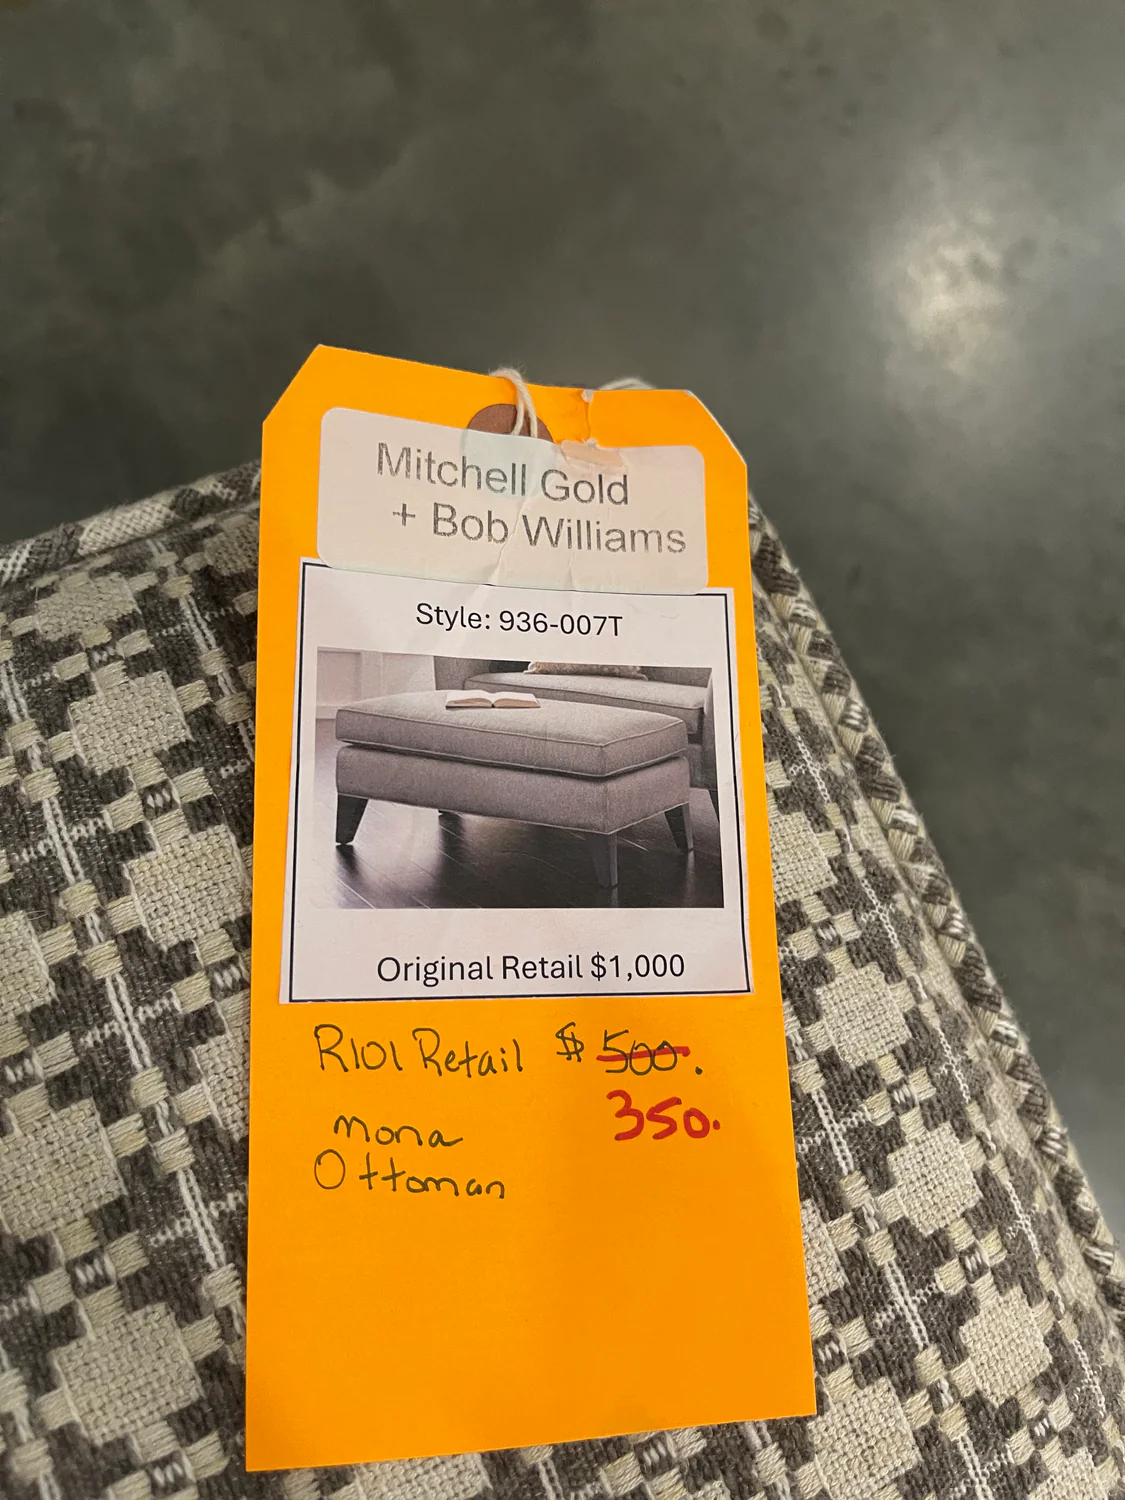 Mitchell Gold
+ Bob Williams
Style: 936-007T
Original Retail $1,000
R101 Retail $ 500.
350.
mona
Ottoman